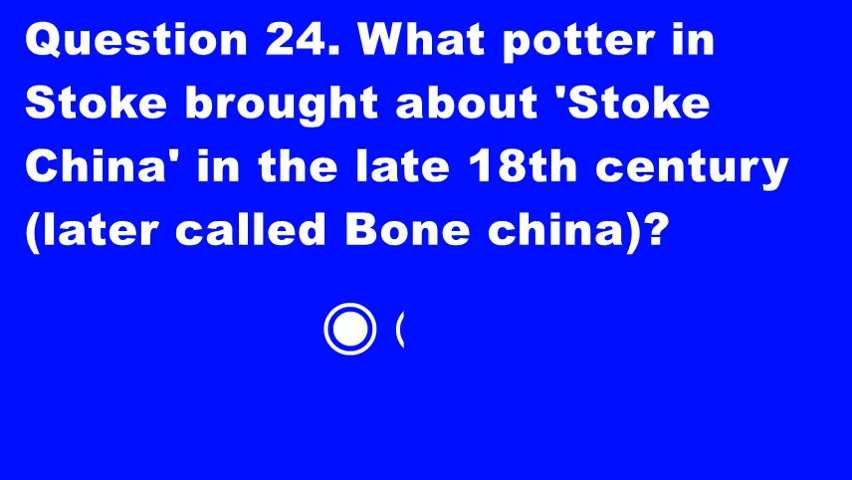 Question 24. What potter in
Stoke brought about 'Stoke
China' in the late 18th century
(later called Bone china)?